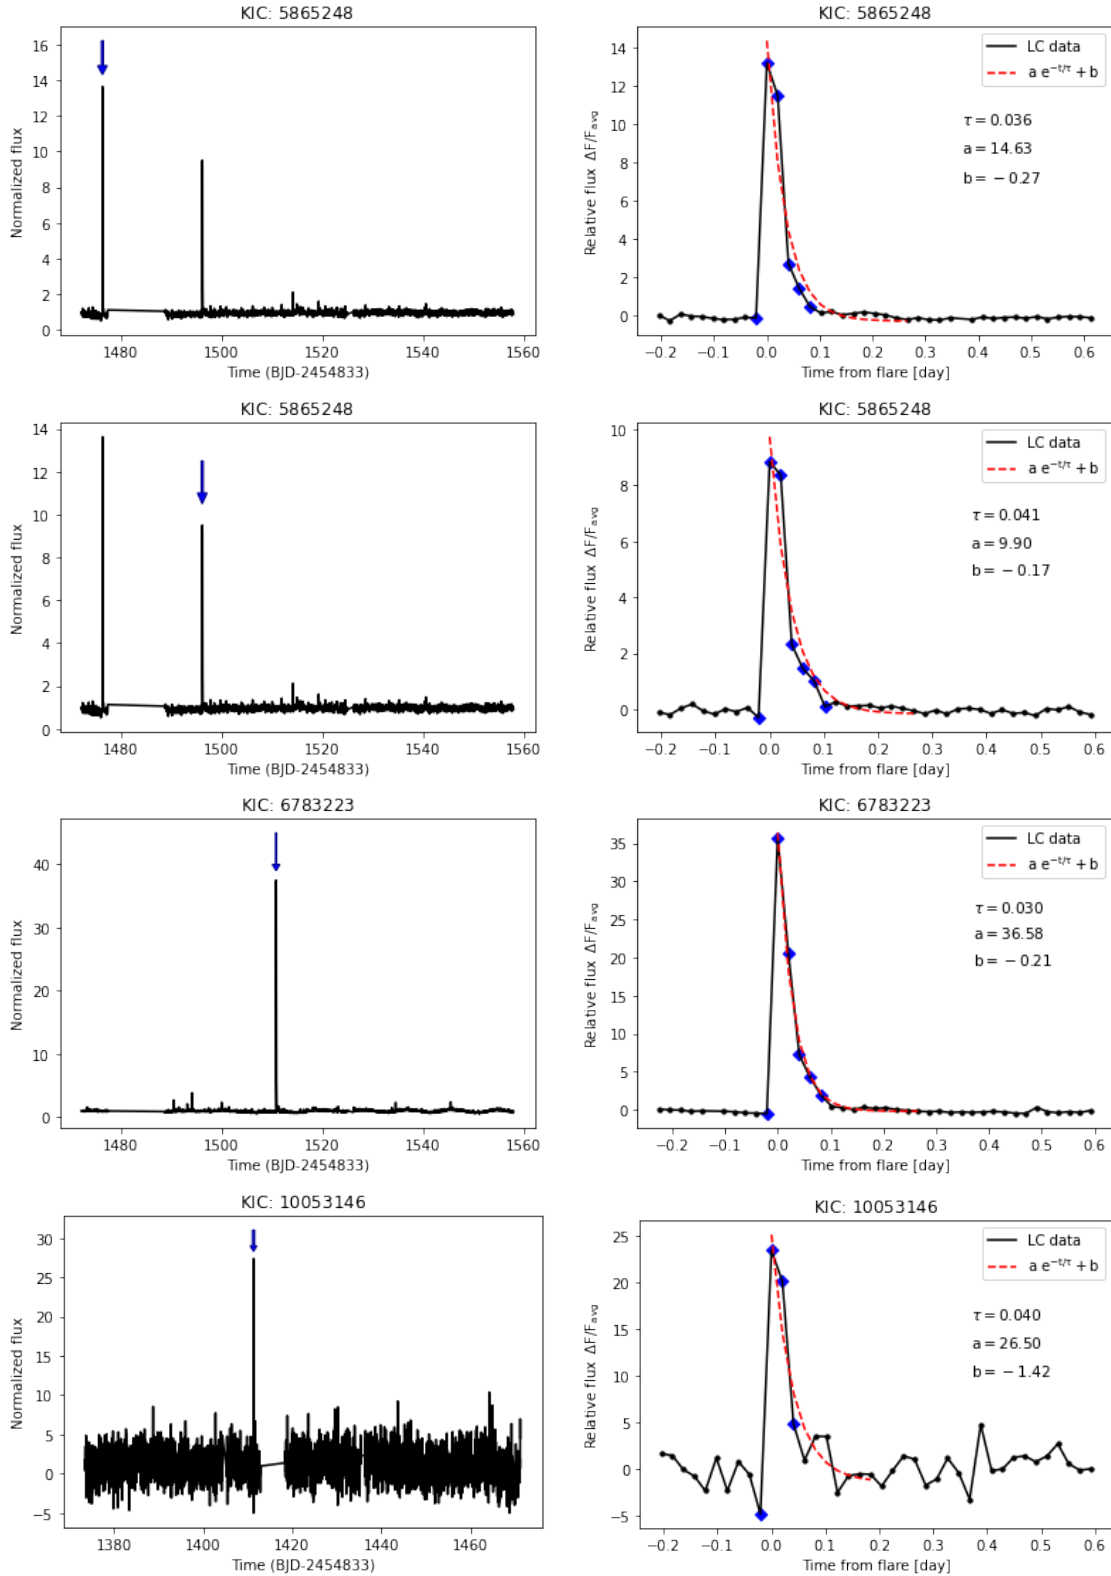 KIC: 5865248
16
14
12
10
8
6
4
2
0
Normalized flux
1480 1500 1520 1540 1560
Time (BJD-2454833)
KIC: 5865248
14
12
10
8
6
4
2
0
Relative flux ΔF/F_avg
LC data
a e^{-t/τ} + b
τ = 0.036
a = 14.63
b = −0.27
−0.2 −0.1 0.0 0.1 0.2 0.3 0.4 0.5 0.6
Time from flare [day]
KIC: 5865248
14
12
10
8
6
4
2
0
Normalized flux
1480 1500 1520 1540 1560
Time (BJD-2454833)
KIC: 5865248
10
8
6
4
2
0
Relative flux ΔF/F_avg
LC data
a e^{-t/τ} + b
τ = 0.041
a = 9.90
b = −0.17
−0.2 −0.1 0.0 0.1 0.2 0.3 0.4 0.5 0.6
Time from flare [day]
KIC: 6783223
40
30
20
10
0
Normalized flux
1480 1500 1520 1540 1560
Time (BJD-2454833)
KIC: 6783223
35
30
25
20
15
10
5
0
Relative flux ΔF/F_avg
LC data
a e^{-t/τ} + b
τ = 0.030
a = 36.58
b = −0.21
−0.2 −0.1 0.0 0.1 0.2 0.3 0.4 0.5 0.6
Time from flare [day]
KIC: 10053146
30
25
20
15
10
5
0
−5
Normalized flux
1380 1400 1420 1440 1460
Time (BJD-2454833)
KIC: 10053146
25
20
15
10
5
0
−5
Relative flux ΔF/F_avg
LC data
a e^{-t/τ} + b
τ = 0.040
a = 26.50
b = −1.42
−0.2 −0.1 0.0 0.1 0.2 0.3 0.4 0.5 0.6
Time from flare [day]